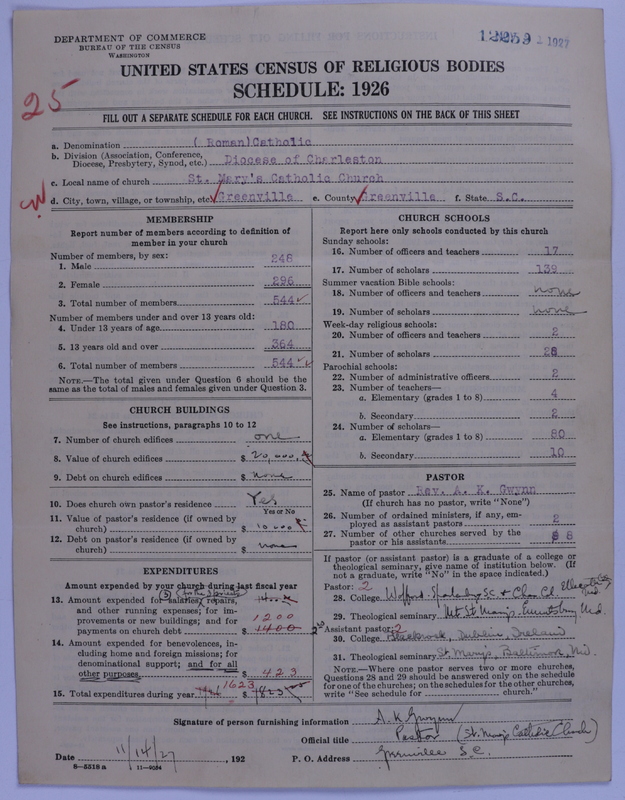 DEPARTMENT OF COMMERCE
BUREAU OF THE CENSUS
WASHINGTON
1927
UNITED STATES CENSUS OF RELIGIOUS BODIES
SCHEDULE: 1926
25
FILL OUT A SEPARATE SCHEDULE FOR EACH CHURCH. SEE INSTRUCTIONS ON THE BACK OF THIS SHEET
a. Denomination ( Roman)Catholic
b. Division (Association, Conference,
Diocese, Presbytery, Synod, etc.) Diocese of Charleston
c. Local name of church St. Mary's Catholic Church
d. City, town, village, or township, etc. Greenville e. County Greenville f. State S.C.
MEMBERSHIP
Report number of members according to definition of
member in your church
Number of members, by sex:
1. Male 248
2. Female 296
3. Total number of members 544
Number of members under and over 13 years old:
4. Under 13 years of age 180
5. 13 years old and over 364
6. Total number of members 544
NOTE.—The total given under Question 6 should be the
same as the total of males and females given under Question 3.
CHURCH BUILDINGS
See instructions, paragraphs 10 to 12
7. Number of church edifices one
8. Value of church edifices $ 20,000
9. Debt on church edifices $ none
10. Does church own pastor's residence Yes
Yes or No
11. Value of pastor's residence (if owned by
church) $ 10000
12. Debt on pastor's residence (if owned by
church) $ none
EXPENDITURES
Amount expended by your church during last fiscal year
13. Amount expended for salaries, repairs,
and other running expenses; for im-
provements or new buildings; and for
payments on church debt $ 1200
1400
14. Amount expended for benevolences, in-
cluding home and foreign missions; for
denominational support; and for all
other purposes $ 423
15. Total expenditures during year $ 1623
CHURCH SCHOOLS
Report here only schools conducted by this church
Sunday schools:
16. Number of officers and teachers 17
17. Number of scholars 139
Summer vacation Bible schools:
18. Number of officers and teachers none
19. Number of scholars none
Week-day religious schools:
20. Number of officers and teachers 2
21. Number of scholars 28
Parochial schools:
22. Number of administrative officers 2
23. Number of teachers—
a. Elementary (grades 1 to 8) 4
b. Secondary 2
24. Number of scholars—
a. Elementary (grades 1 to 8) 80
b. Secondary 10
PASTOR
25. Name of pastor Rev. A. K. Gwynn
(If church has no pastor, write "None")
26. Number of ordained ministers, if any, em-
ployed as assistant pastors 2
27. Number of other churches served by the
pastor or his assistants 8
If pastor (or assistant pastor) is a graduate of a college or
theological seminary, give name of institution below. (If
not a graduate, write "No" in the space indicated.)
Pastor: 2
28. College Wofford
29. Theological seminary Mt. St. Mary's, Emmitsburg, Md.
Assistant pastor: 2
30. College Dublin, Ireland
31. Theological seminary St. Mary's, Baltimore, Md.
NOTE.—Where one pastor serves two or more churches,
Questions 28 and 29 should be answered only on the schedule
for one of the churches; on the schedules for the other churches,
write "See schedule for church."
Signature of person furnishing information A K Gwynn
Official title Pastor (St. Mary's Catholic Church)
Date 11/14/27, 192 P. O. Address Greenville S.C.
8—5518 a 11—9054